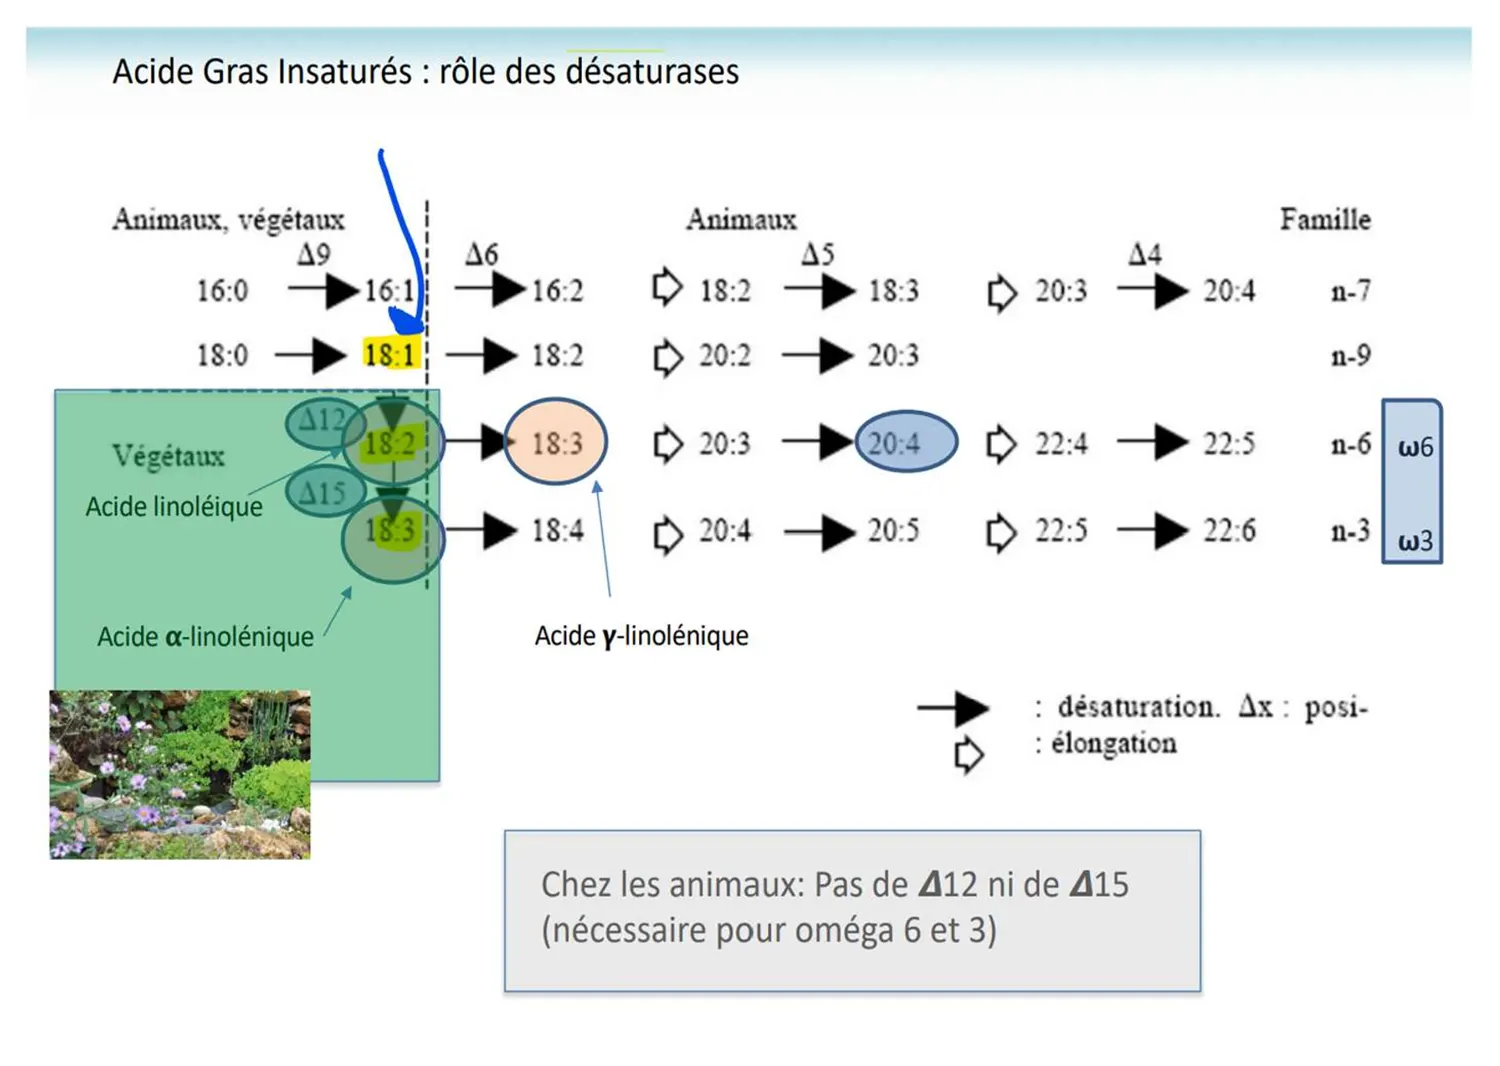 Acide Gras Insaturés : rôle des désaturases
Animaux, végétaux Animaux Famille
Δ9 Δ6 Δ5 Δ4
16:0 16:1 16:2 18:2 18:3 20:3 20:4 n-7
18:0 18:1 18:2 20:2 20:3 n-9
Δ12
Végétaux 18:2 18:3 20:3 20:4 22:4 22:5 n-6 ω6
Acide linoléique Δ15
18:3 18:4 20:4 20:5 22:5 22:6 n-3 ω3
Acide α-linolénique Acide γ-linolénique
: désaturation. Δx : posi-
: élongation
Chez les animaux: Pas de Δ12 ni de Δ15
(nécessaire pour oméga 6 et 3)